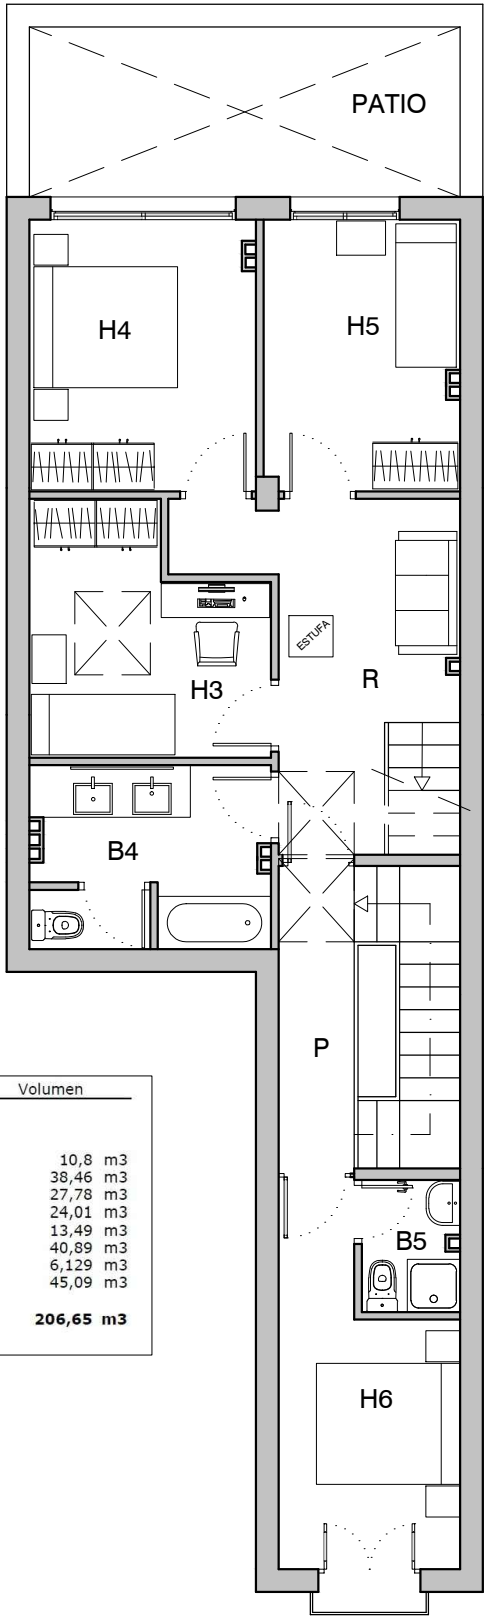 PATIO
H4
H5
ESTUFA
R
H3
B4
P
Volumen
10,8 m3
38,46 m3
27,78 m3
24,01 m3
13,49 m3
40,89 m3
6,129 m3
45,09 m3
206,65 m3
B5
H6